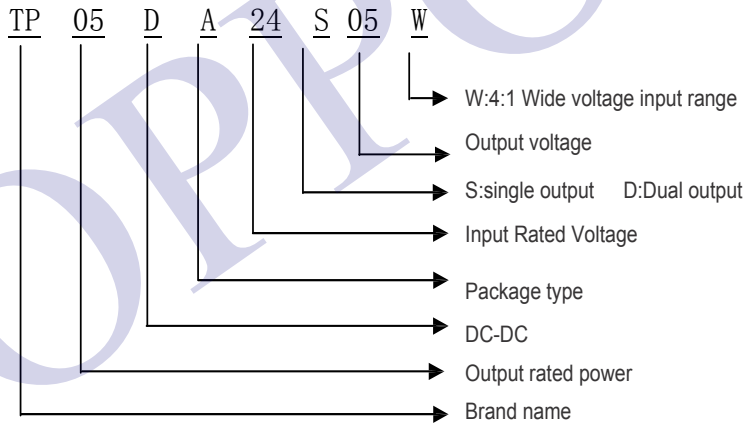 TP 05 D A 24 S 05 W
W:4:1 Wide voltage input range
Output voltage
S:single output D:Dual output
Input Rated Voltage
Package type
DC-DC
Output rated power
Brand name